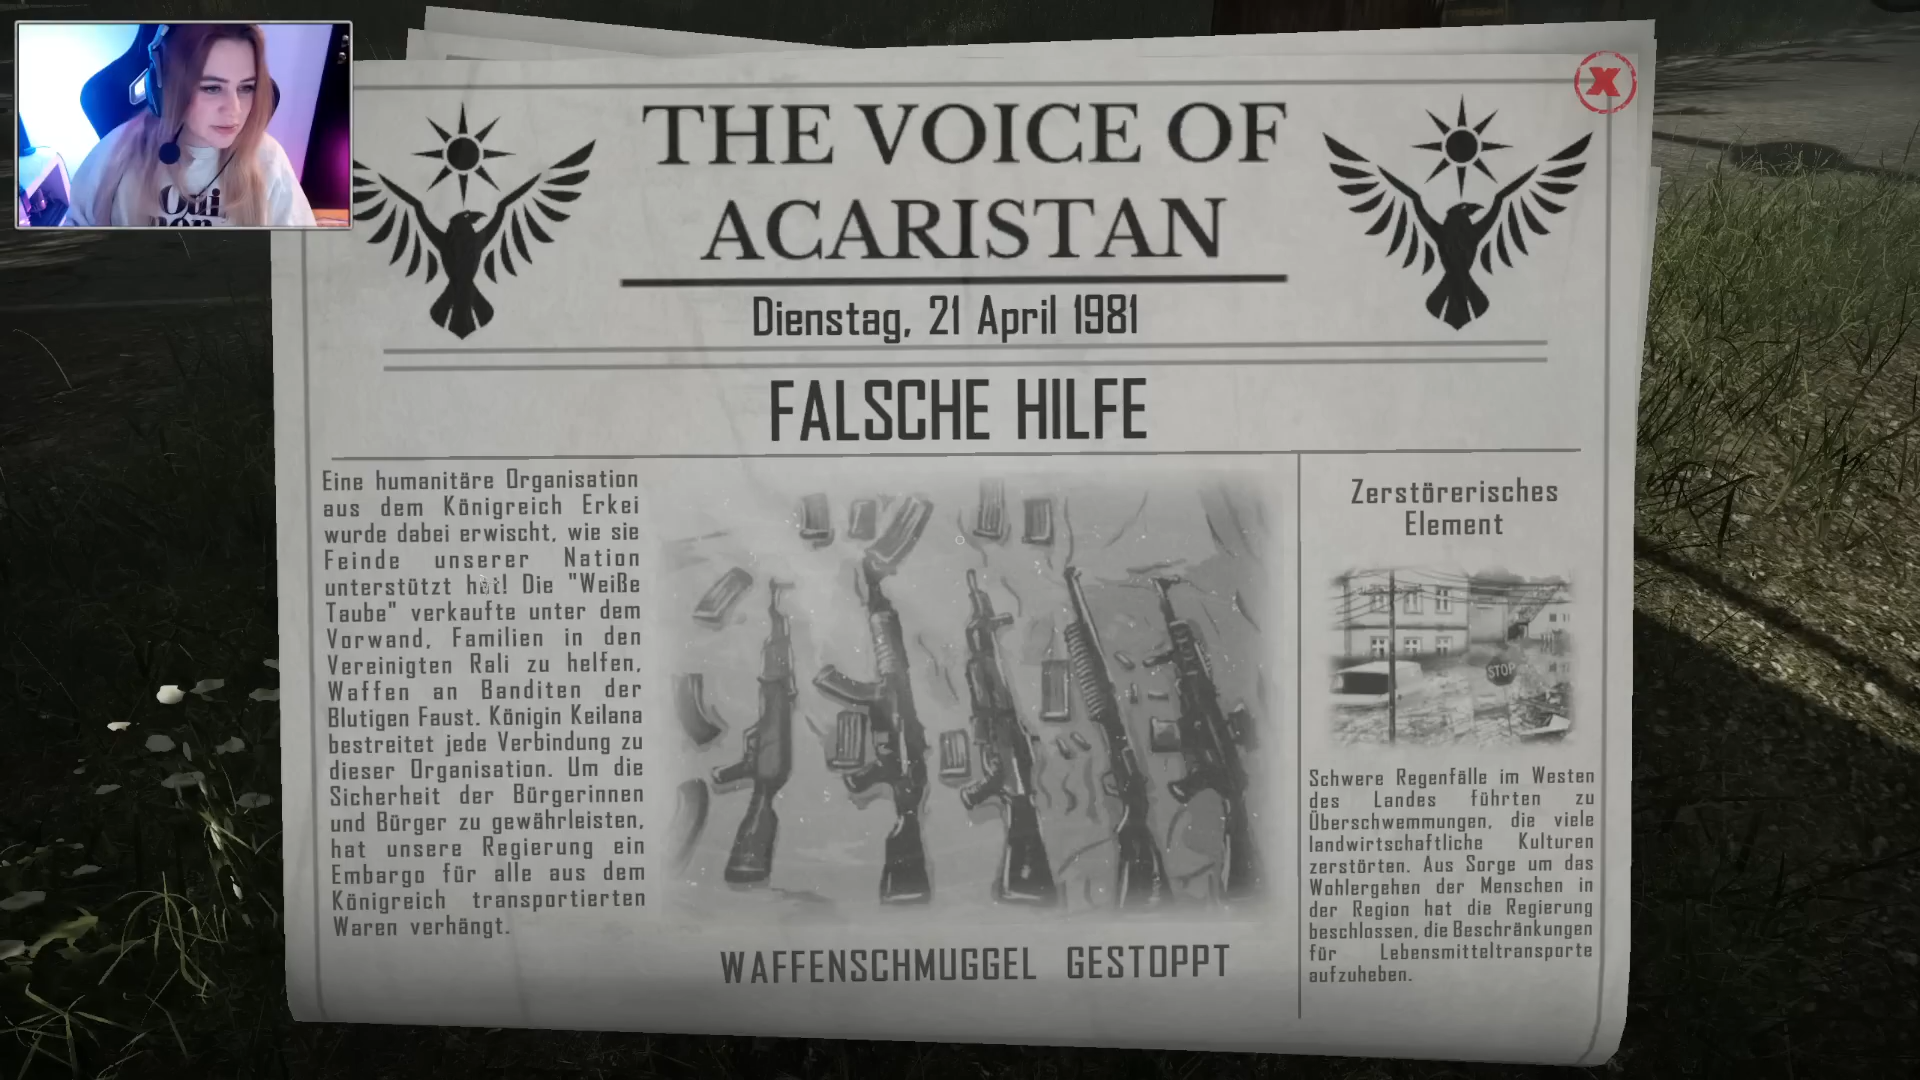 THE VOICE OF
ACARISTAN
Dienstag, 21 April 1981
FALSCHE HILFE
Eine humanitäre Organisation
aus dem Königreich Erkei
wurde dabei erwischt, wie sie
Feinde unserer Nation
unterstützt hat! Die "Weiße
Taube" verkaufte unter dem
Vorwand, Familien in den
Vereinigten Rali zu helfen,
Waffen an Banditen der
Blutigen Faust. Königin Keilana
bestreitet jede Verbindung zu
dieser Organisation. Um die
Sicherheit der Bürgerinnen
und Bürger zu gewährleisten,
hat unsere Regierung ein
Embargo für alle aus dem
Königreich transportierten
Waren verhängt.
WAFFENSCHMUGGEL GESTOPPT
Zerstörerisches
Element
STOP
Schwere Regenfälle im Westen
des Landes führten zu
Überschwemmungen, die viele
landwirtschaftliche Kulturen
zerstörten. Aus Sorge um das
Wohlergehen der Menschen in
der Region hat die Regierung
beschlossen, die Beschränkungen
für Lebensmitteltransporte
aufzuheben.
X